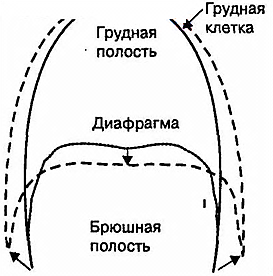 Грудная
полость
Грудная
клетка
Диафрагма
Брюшная
полость